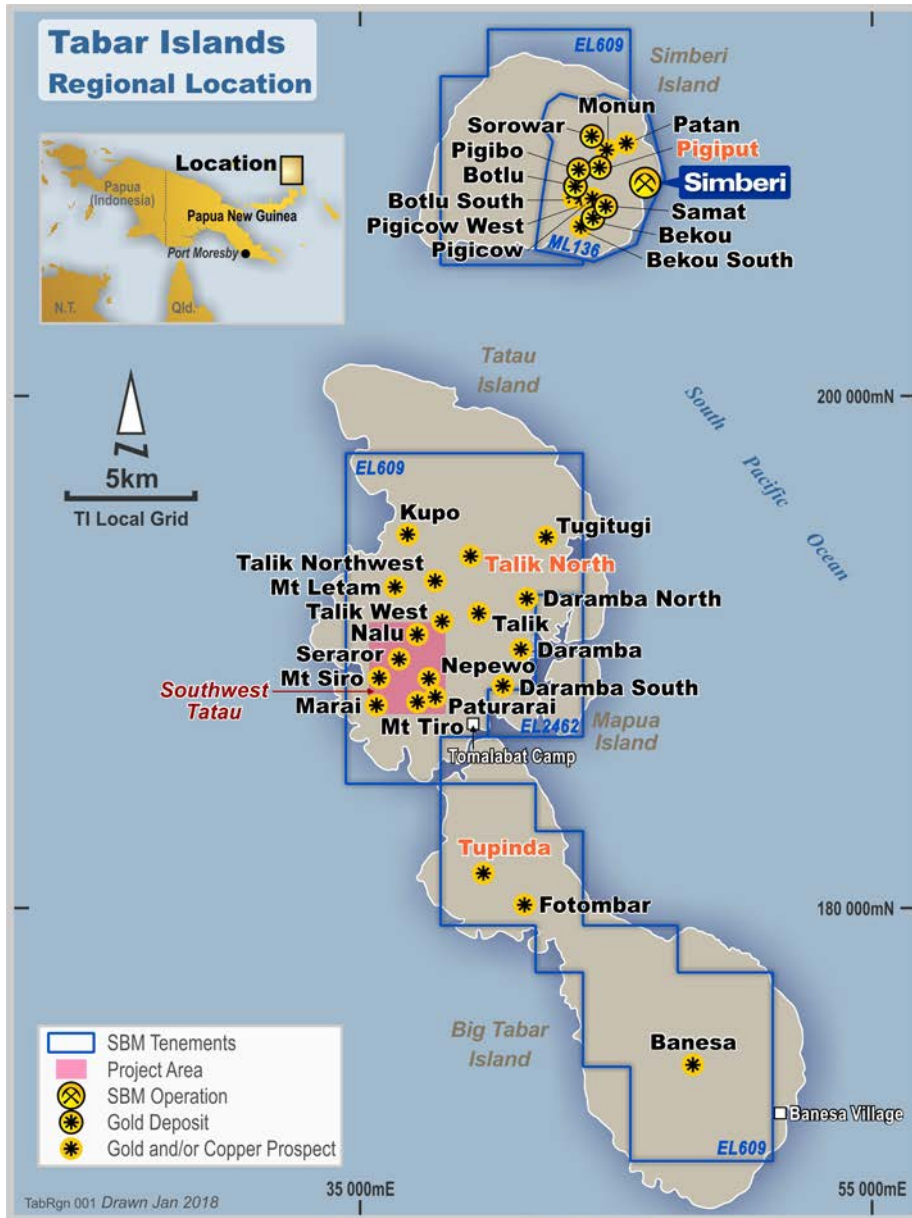 Tabar Islands
Regional Location
EL609
Simberi
Island
Monun
Sorowar
Patan
Pigibo
Pigiput
Botlu
Simberi
Botlu South
Samat
Pigicow West
Bekou
Pigicow
ML136
Bekou South
Location
Papua
(Indonesia)
Papua New Guinea
Port Moresby
N.T.
Qld.
Tatau
Island
200 000mN
South
Pacific
Ocean
N
5km
TI Local Grid
EL609
Kupo
Tugitugi
Talik Northwest
Talik North
Mt Letam
Daramba North
Talik West
Talik
Nalu
Daramba
Seraror
Nepewo
Mt Siro
Daramba South
Southwest
Tatau
Marai
Paturarai
Mt Tiro
EL2462
Mapua
Island
Tomalabat Camp
Tupinda
Fotombar
180 000mN
Big Tabar
Island
Banesa
Banesa Village
EL609
SBM Tenements
Project Area
SBM Operation
Gold Deposit
Gold and/or Copper Prospect
TabRgn 001 Drawn Jan 2018
35 000mE
55 000mE